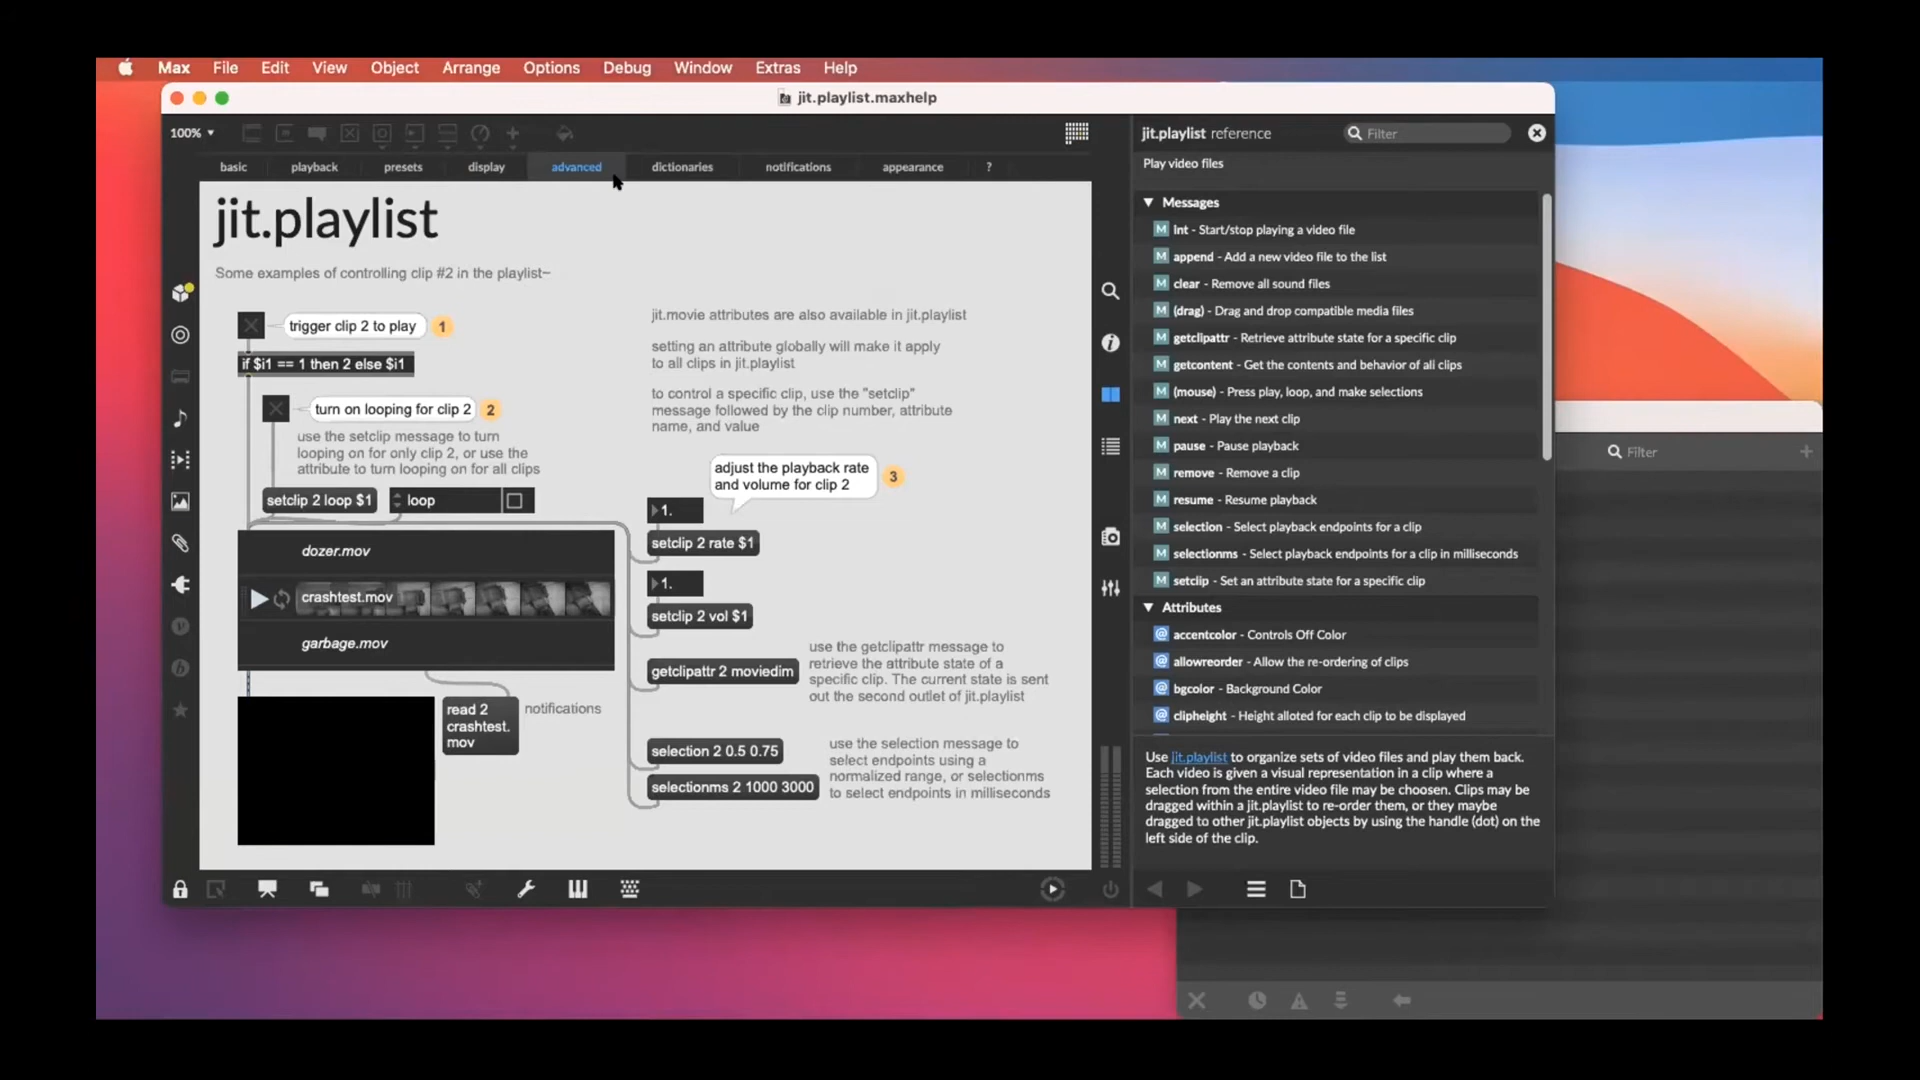 Max File Edit View Object Arrange Options Debug Window Extras Help
jit.playlist.maxhelp
100%
basic playback presets display advanced dictionaries notifications appearance ?
jit.playlist
Some examples of controlling clip #2 in the playlist~
trigger clip 2 to play 1
if $i1 == 1 then 2 else $i1
turn on looping for clip 2 2
use the setclip message to turn
looping on for only clip 2, or use the
attribute to turn looping on for all clips
setclip 2 loop $1 loop
dozer.mov
crashtest.mov
garbage.mov
read 2
crashtest.
mov
notifications
jit.movie attributes are also available in jit.playlist
setting an attribute globally will make it apply
to all clips in jit.playlist
to control a specific clip, use the "setclip"
message followed by the clip number, attribute
name, and value
adjust the playback rate
and volume for clip 2
3
1.
setclip 2 rate $1
1.
setclip 2 vol $1
getclipattr 2 moviedim
use the getclipattr message to
retrieve the attribute state of a
specific clip. The current state is sent
out the second outlet of jit.playlist
selection 2 0.5 0.75
selectionms 2 1000 3000
use the selection message to
select endpoints using a
normalized range, or selectionms
to select endpoints in milliseconds
jit.playlist reference
Filter
Play video files
Messages
M int - Start/stop playing a video file
M append - Add a new video file to the list
M clear - Remove all sound files
M (drag) - Drag and drop compatible media files
M getclipattr - Retrieve attribute state for a specific clip
M getcontent - Get the contents and behavior of all clips
M (mouse) - Press play, loop, and make selections
M next - Play the next clip
M pause - Pause playback
M remove - Remove a clip
M resume - Resume playback
M selection - Select playback endpoints for a clip
M selectionms - Select playback endpoints for a clip in milliseconds
M setclip - Set an attribute state for a specific clip
Attributes
@ accentcolor - Controls Off Color
@ allowreorder - Allow the re-ordering of clips
@ bgcolor - Background Color
@ clipheight - Height alloted for each clip to be displayed
Use jit.playlist to organize sets of video files and play them back.
Each video is given a visual representation in a clip where a
selection from the entire video file may be choosen. Clips may be
dragged within a jit.playlist to re-order them, or they maybe
dragged to other jit.playlist objects by using the handle (dot) on the
left side of the clip.
Filter